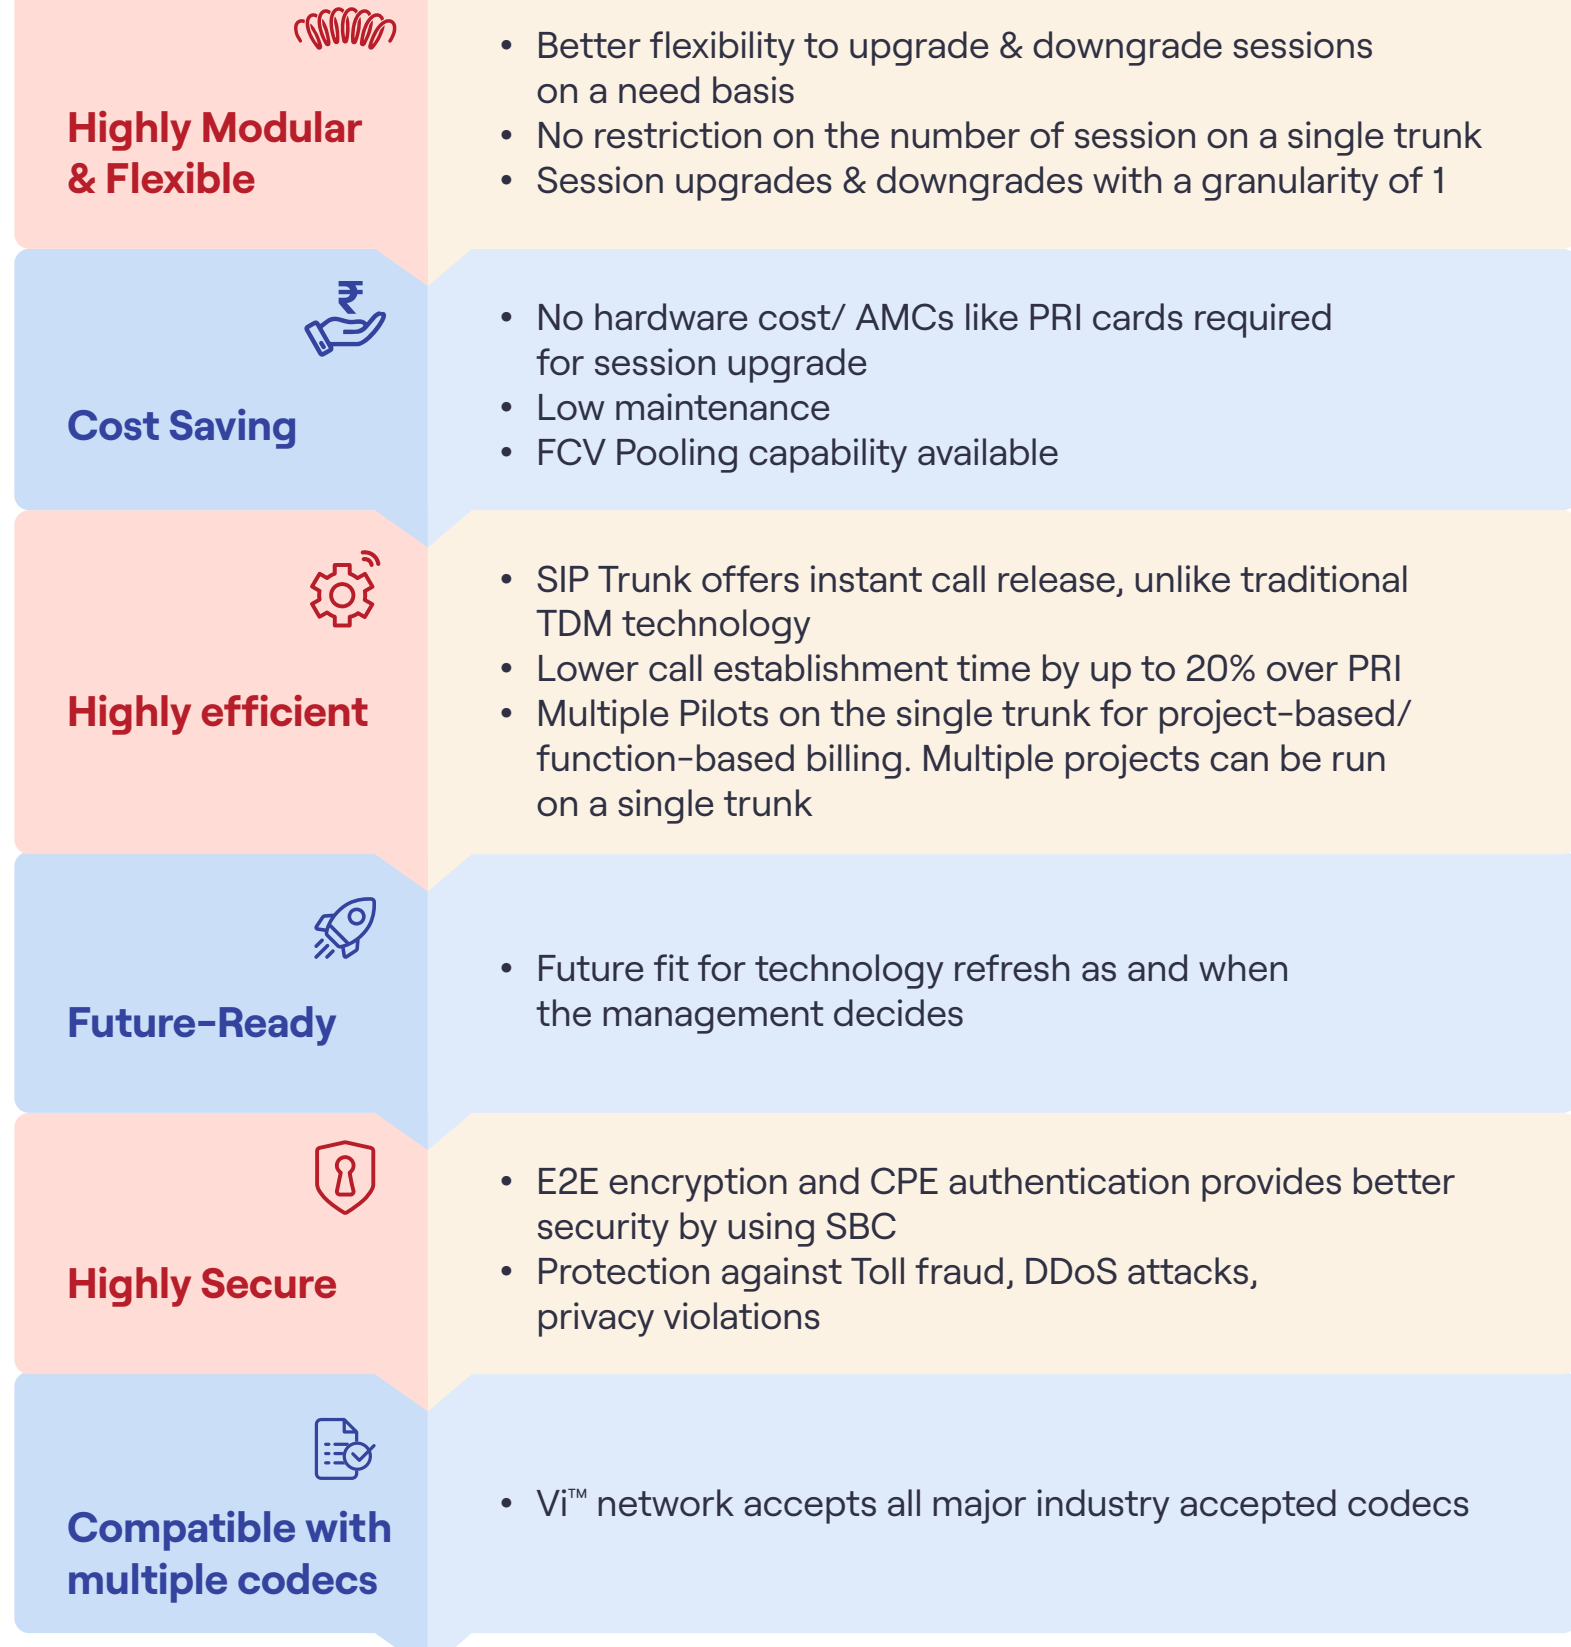 Highly Modular
& Flexible
• Better flexibility to upgrade & downgrade sessions
on a need basis
• No restriction on the number of session on a single trunk
• Session upgrades & downgrades with a granularity of 1
₹
Cost Saving
• No hardware cost/ AMCs like PRI cards required
for session upgrade
• Low maintenance
• FCV Pooling capability available
Highly efficient
• SIP Trunk offers instant call release, unlike traditional
TDM technology
• Lower call establishment time by up to 20% over PRI
• Multiple Pilots on the single trunk for project-based/
function-based billing. Multiple projects can be run
on a single trunk
Future-Ready
• Future fit for technology refresh as and when
the management decides
Highly Secure
• E2E encryption and CPE authentication provides better
security by using SBC
• Protection against Toll fraud, DDoS attacks,
privacy violations
Compatible with
multiple codecs
• Vi™ network accepts all major industry accepted codecs